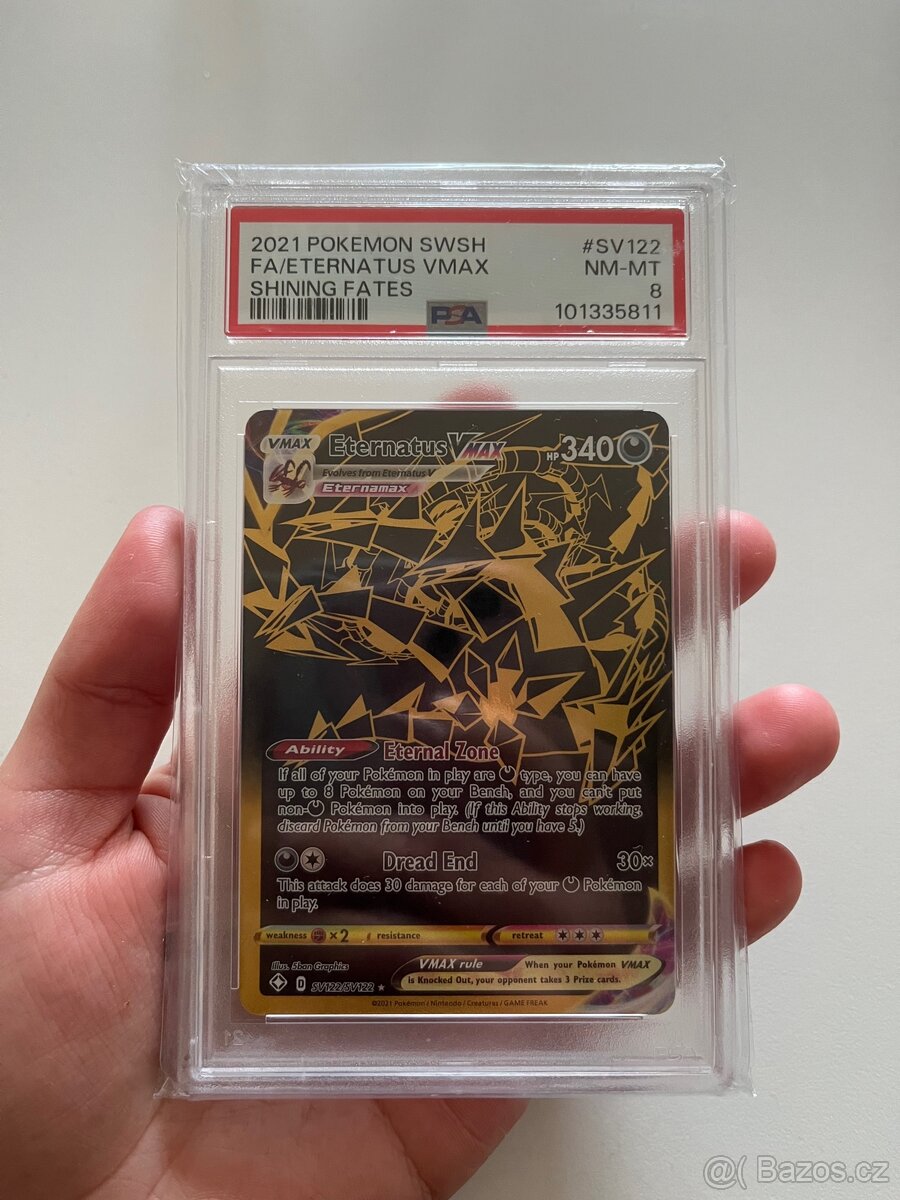 2021 POKEMON SWSH #SV122
FA/ETERNATUS VMAX NM-MT
SHINING FATES 8
PSA 101335811
VMAX Eternatus VMAX HP 340
Evolves from Eternatus V
Eternamax
Ability Eternal Zone
If all of your Pokémon in play are type, you can have
up to 8 Pokémon on your Bench, and you can't put
non- Pokémon into play. (If this Ability stops working,
discard Pokémon from your Bench until you have 5.)
Dread End 30×
This attack does 30 damage for each of your Pokémon
in play.
weakness ×2 resistance retreat
Illus. 5ban Graphics
VMAX rule When your Pokémon VMAX
is Knocked Out, your opponent takes 3 Prize cards.
D SV122/SV122 ★
©2021 Pokémon / Nintendo / Creatures / GAME FREAK
@( Bazos.cz